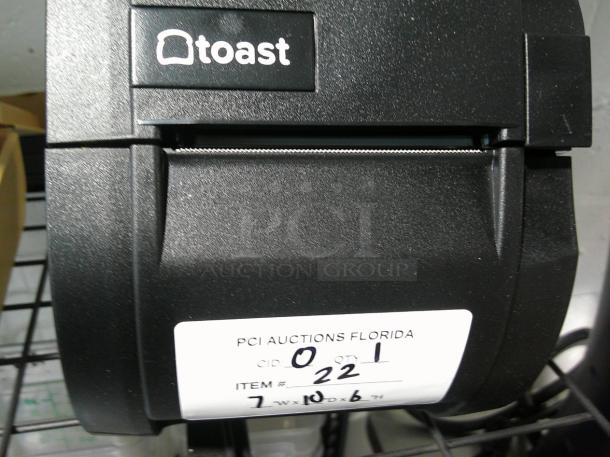 toast
PCI
AUCTION GROUP
PCI AUCTIONS FLORIDA
CID 0 QTY 1
ITEM # 22
7 "W x 10 "D x 6 "H